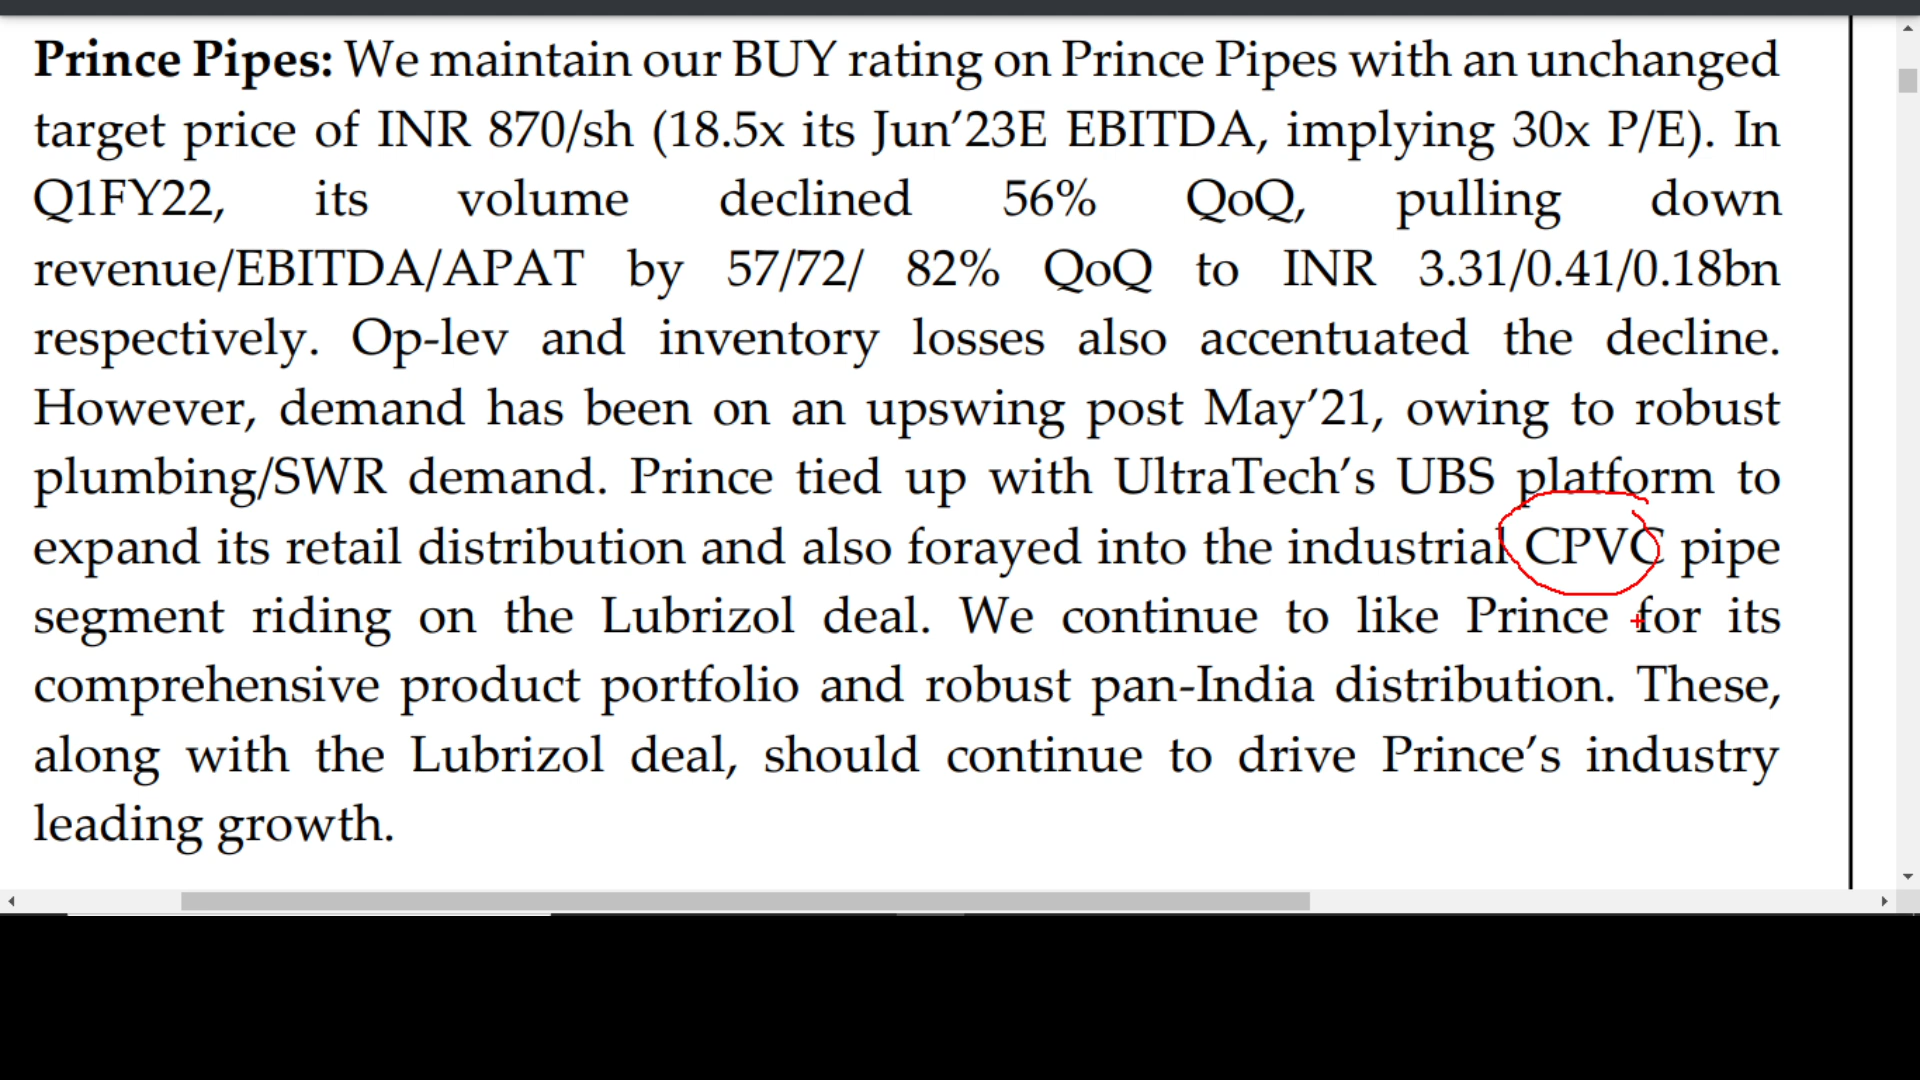 Prince Pipes: We maintain our BUY rating on Prince Pipes with an unchanged
target price of INR 870/sh (18.5x its Jun’23E EBITDA, implying 30x P/E). In
Q1FY22, its volume declined 56% QoQ, pulling down
revenue/EBITDA/APAT by 57/72/ 82% QoQ to INR 3.31/0.41/0.18bn
respectively. Op-lev and inventory losses also accentuated the decline.
However, demand has been on an upswing post May’21, owing to robust
plumbing/SWR demand. Prince tied up with UltraTech’s UBS platform to
expand its retail distribution and also forayed into the industrial CPVC pipe
segment riding on the Lubrizol deal. We continue to like Prince for its
comprehensive product portfolio and robust pan-India distribution. These,
along with the Lubrizol deal, should continue to drive Prince’s industry
leading growth.